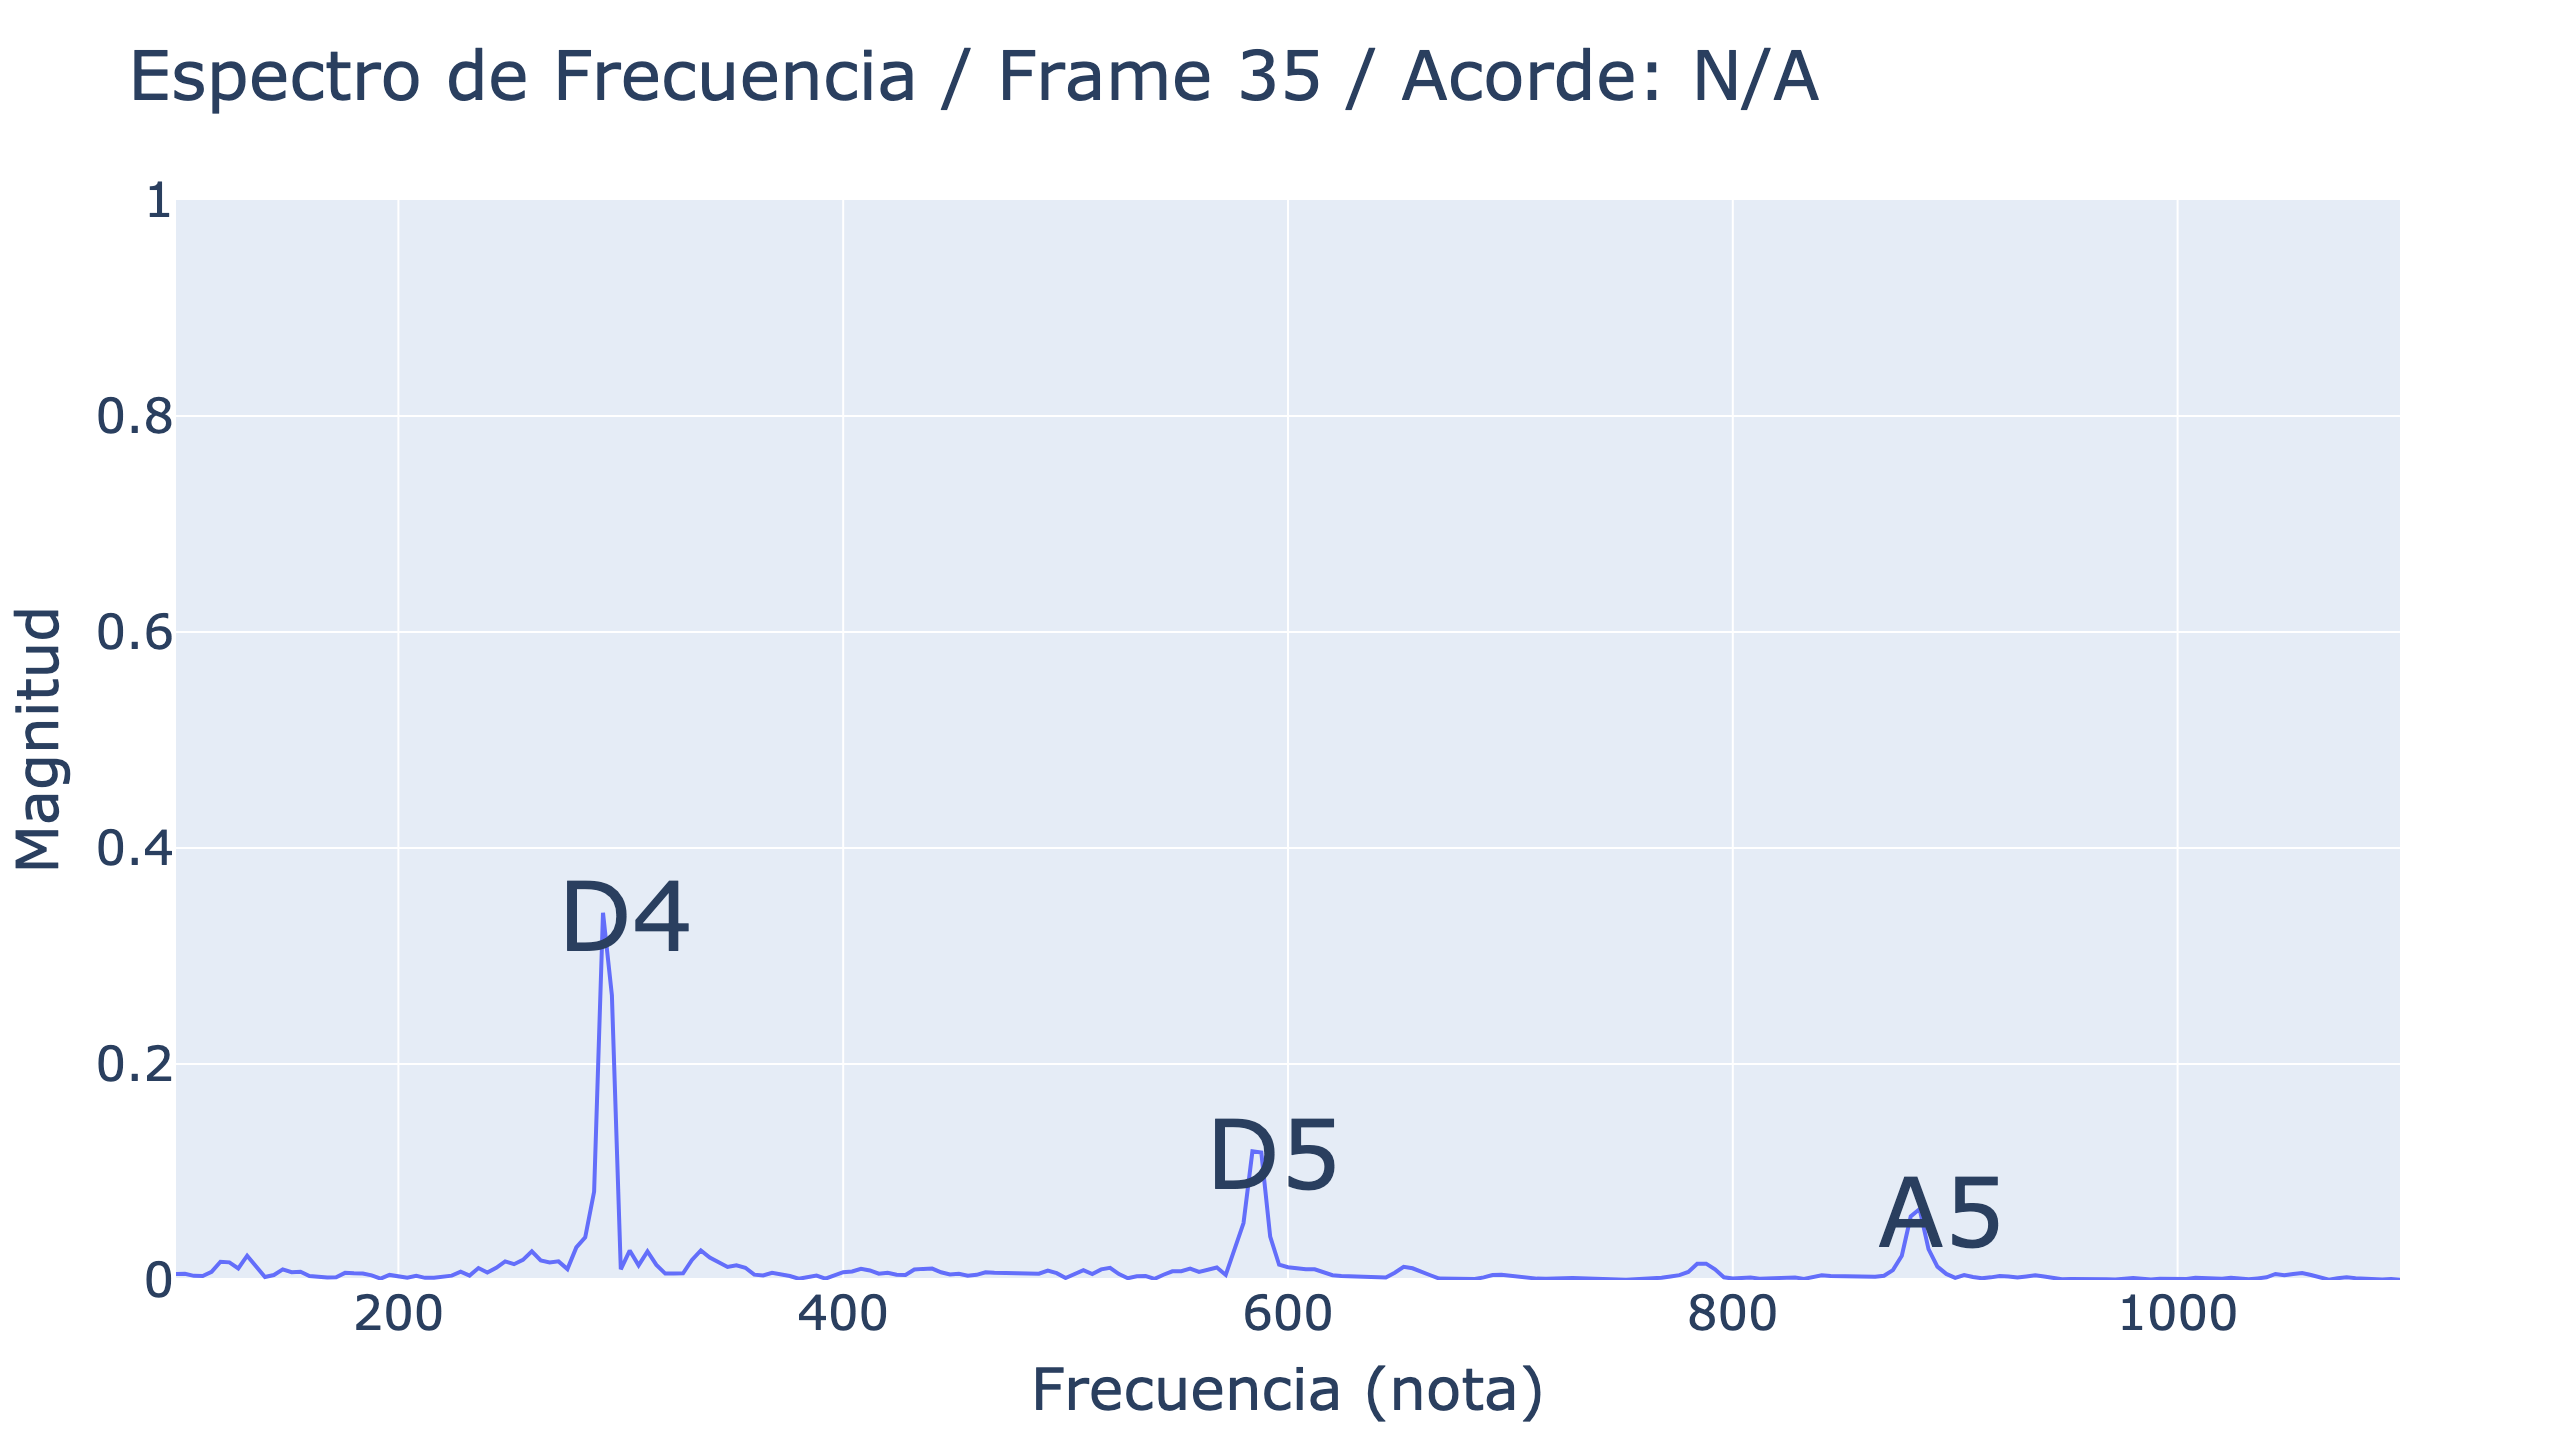 Espectro de Frecuencia / Frame 35 / Acorde: N/A
1
0.8
0.6
0.4
0.2
0
Magnitud
D4
D5
A5
200 400 600 800 1000
Frecuencia (nota)